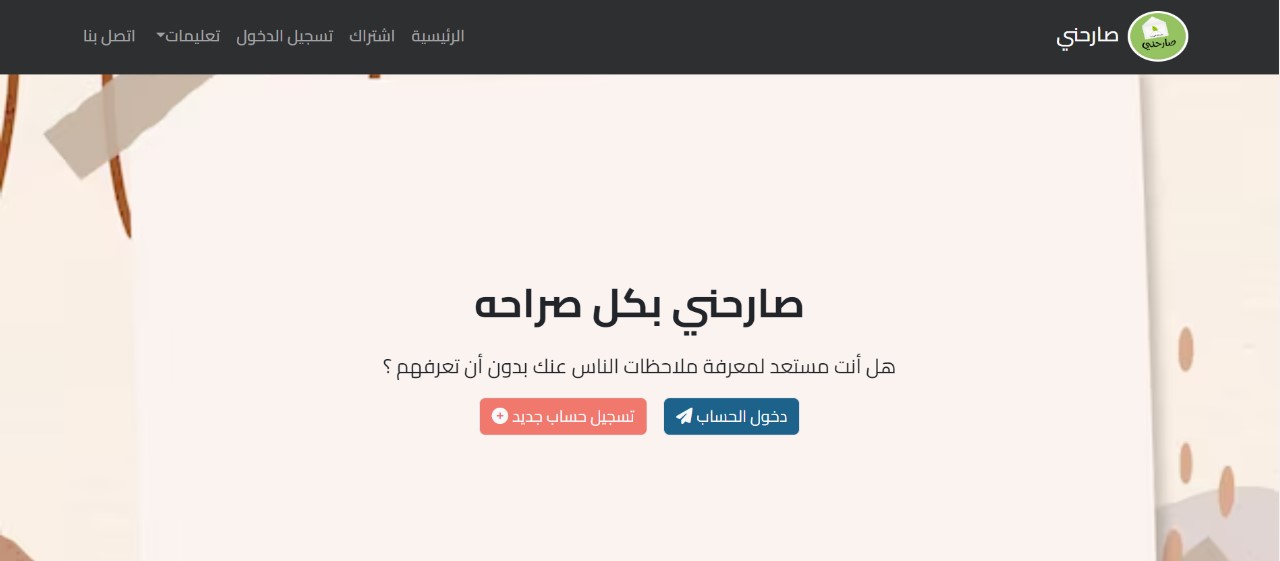 صارحني
صارحني
الرئيسية
اشتراك
تسجيل الدخول
تعليمات
اتصل بنا
صارحني بكل صراحه
هل أنت مستعد لمعرفة ملاحظات الناس عنك بدون أن تعرفهم ؟
دخول الحساب
تسجيل حساب جديد